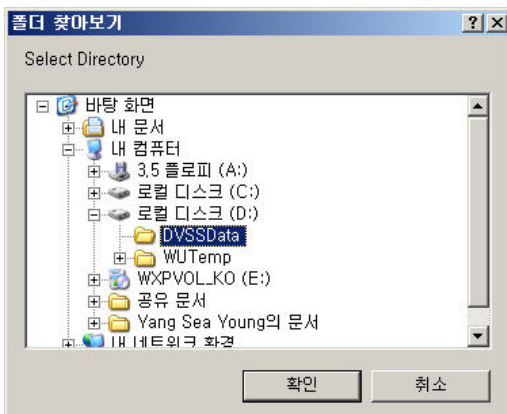 폴더 찾아보기
Select Directory
바탕 화면
내 문서
내 컴퓨터
3,5 플로피 (A:)
로컬 디스크 (C:)
로컬 디스크 (D:)
DVSSData
WUTemp
WXPVOL_KO (E:)
공유 문서
Yang Sea Young의 문서
내 네트워크 환경
확인
취소